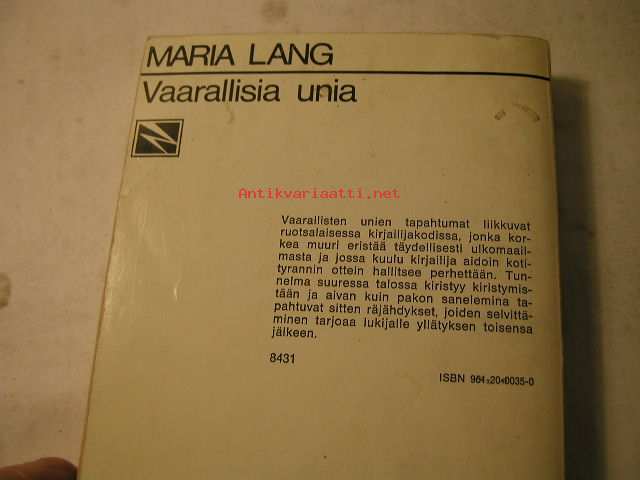 MARIA LANG
Vaarallisia unia
Antikvariaatti.net
Vaarallisten unien tapahtumat liikkuvat
ruotsalaisessa kirjailijakodissa, jonka kor-
kea muuri eristää täydellisesti ulkomaail-
masta ja jossa kuulu kirjailija aidoin koti-
tyrannin ottein hallitsee perhettään. Tun-
nelma suuressa talossa kiristyy kiristymis-
tään ja aivan kuin pakon sanelemina ta-
pahtuvat sitten räjähdykset, joiden selvittä-
minen tarjoaa lukijalle yllätyksen toisensa
jälkeen.
8431
ISBN 964-20-0035-0